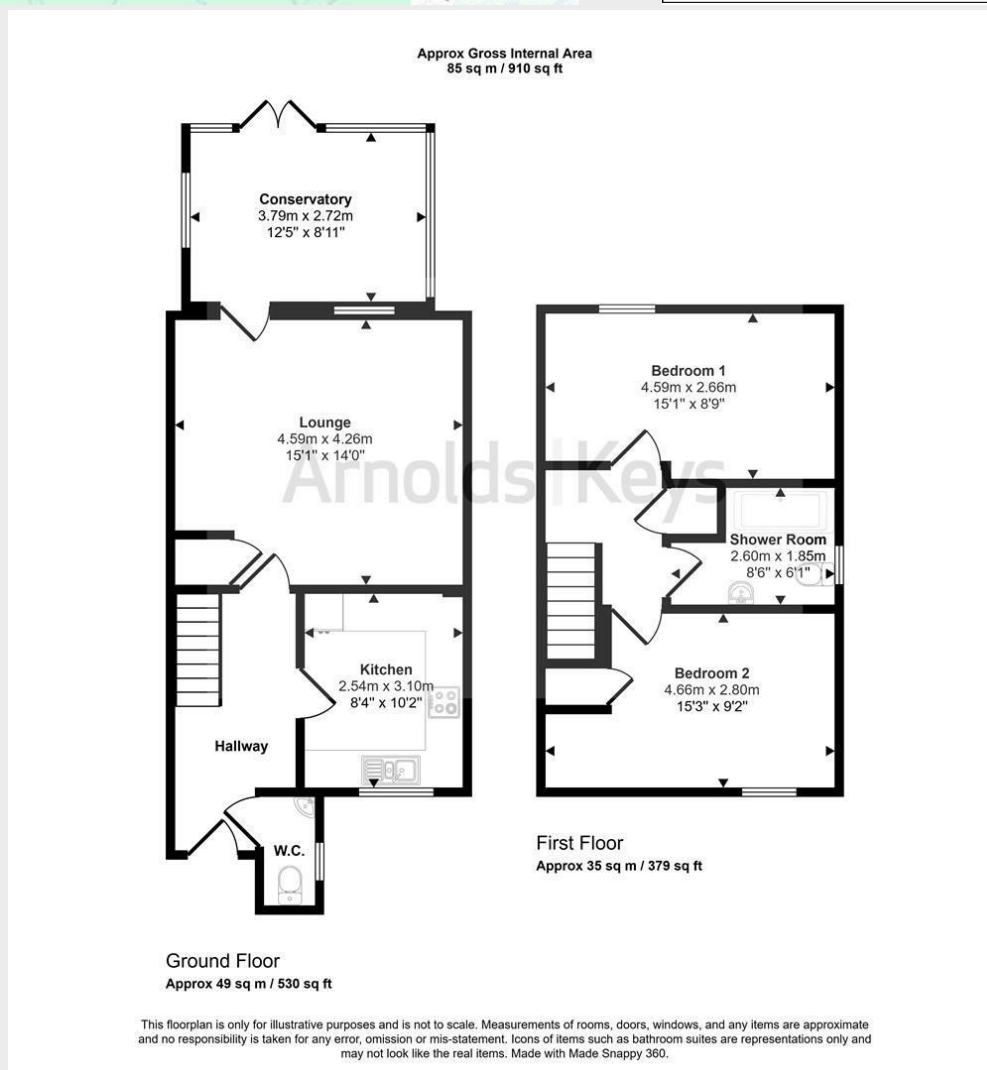 Approx Gross Internal Area
85 sq m / 910 sq ft
Conservatory
3.79m x 2.72m
12'5" x 8'11"
Lounge
4.59m x 4.26m
15'1" x 14'0"
Bedroom 1
4.59m x 2.66m
15'1" x 8'9"
Arnolds|Keys
Shower Room
2.60m x 1.85m
8'6" x 6'1"
Kitchen
2.54m x 3.10m
8'4" x 10'2"
Bedroom 2
4.66m x 2.80m
15'3" x 9'2"
Hallway
W.C.
First Floor
Approx 35 sq m / 379 sq ft
Ground Floor
Approx 49 sq m / 530 sq ft
This floorplan is only for illustrative purposes and is not to scale. Measurements of rooms, doors, windows, and any items are approximate
and no responsibility is taken for any error, omission or mis-statement. Icons of items such as bathroom suites are representations only and
may not look like the real items. Made with Made Snappy 360.